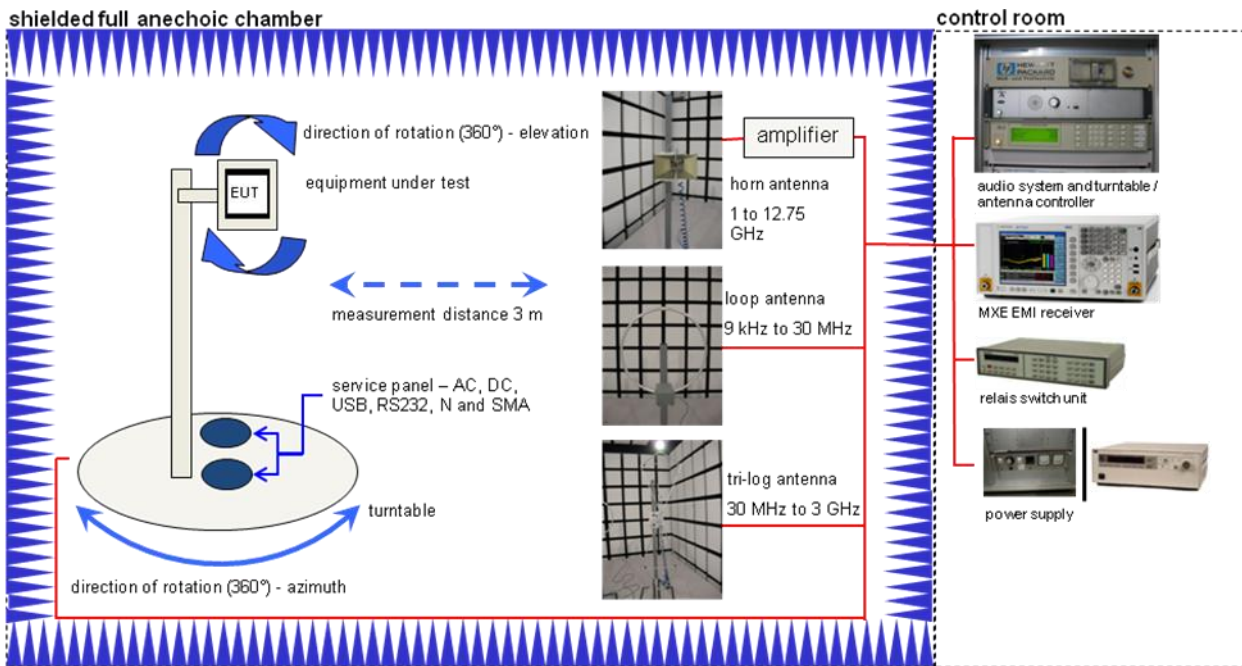 shielded full anechoic chamber
control room
direction of rotation (360°) - elevation
equipment under test
EUT
measurement distance 3 m
service panel – AC, DC,
USB, RS232, N and SMA
turntable
direction of rotation (360°) - azimuth
amplifier
horn antenna
1 to 12.75
GHz
loop antenna
9 kHz to 30 MHz
tri-log antenna
30 MHz to 3 GHz
hp
HEWLETT
PACKARD
audio system and turntable /
antenna controller
MXE EMI receiver
relais switch unit
power supply